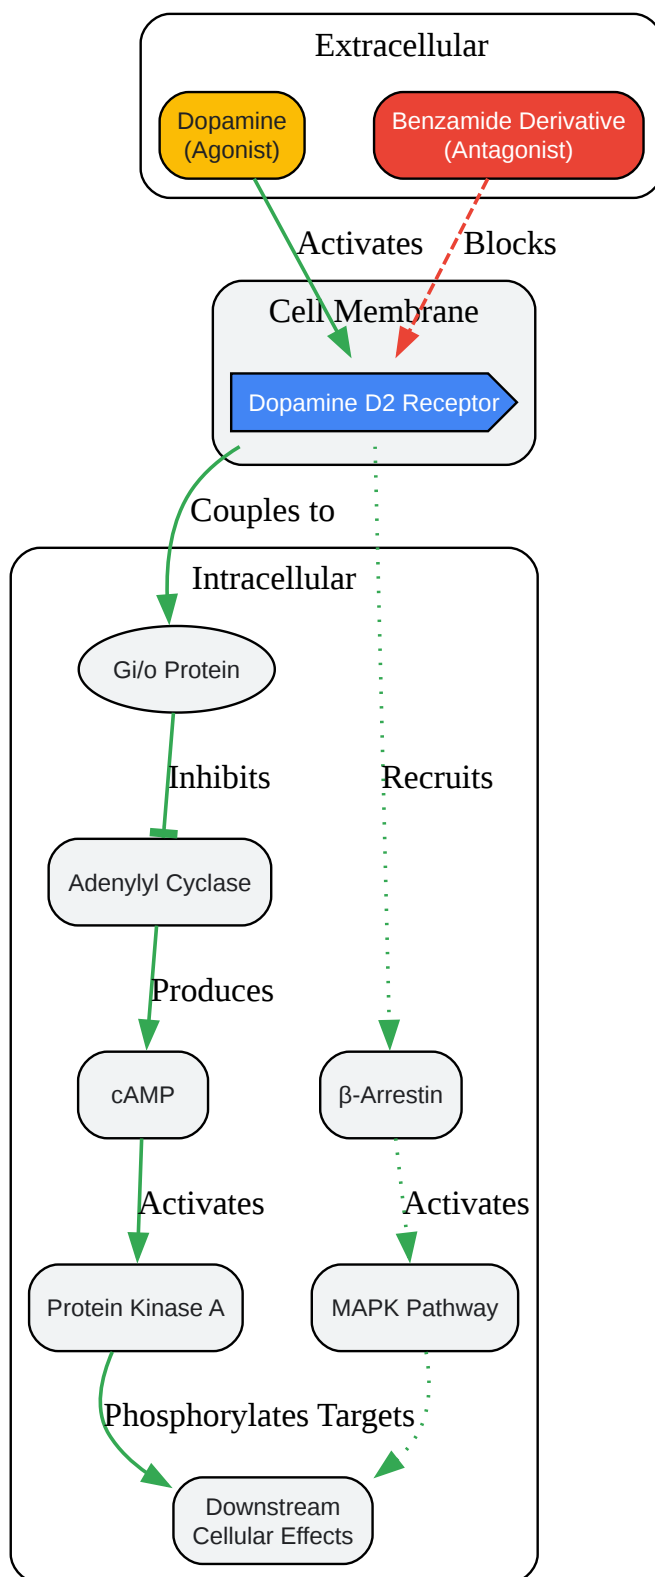 Extracellular
Dopamine
(Agonist)
Benzamide Derivative
(Antagonist)
Activates
Blocks
Cell Membrane
Dopamine D2 Receptor
Couples to
Intracellular
Gi/o Protein
Inhibits
Recruits
Adenylyl Cyclase
Produces
cAMP
β-Arrestin
Activates
Activates
Protein Kinase A
MAPK Pathway
Phosphorylates Targets
Downstream
Cellular Effects